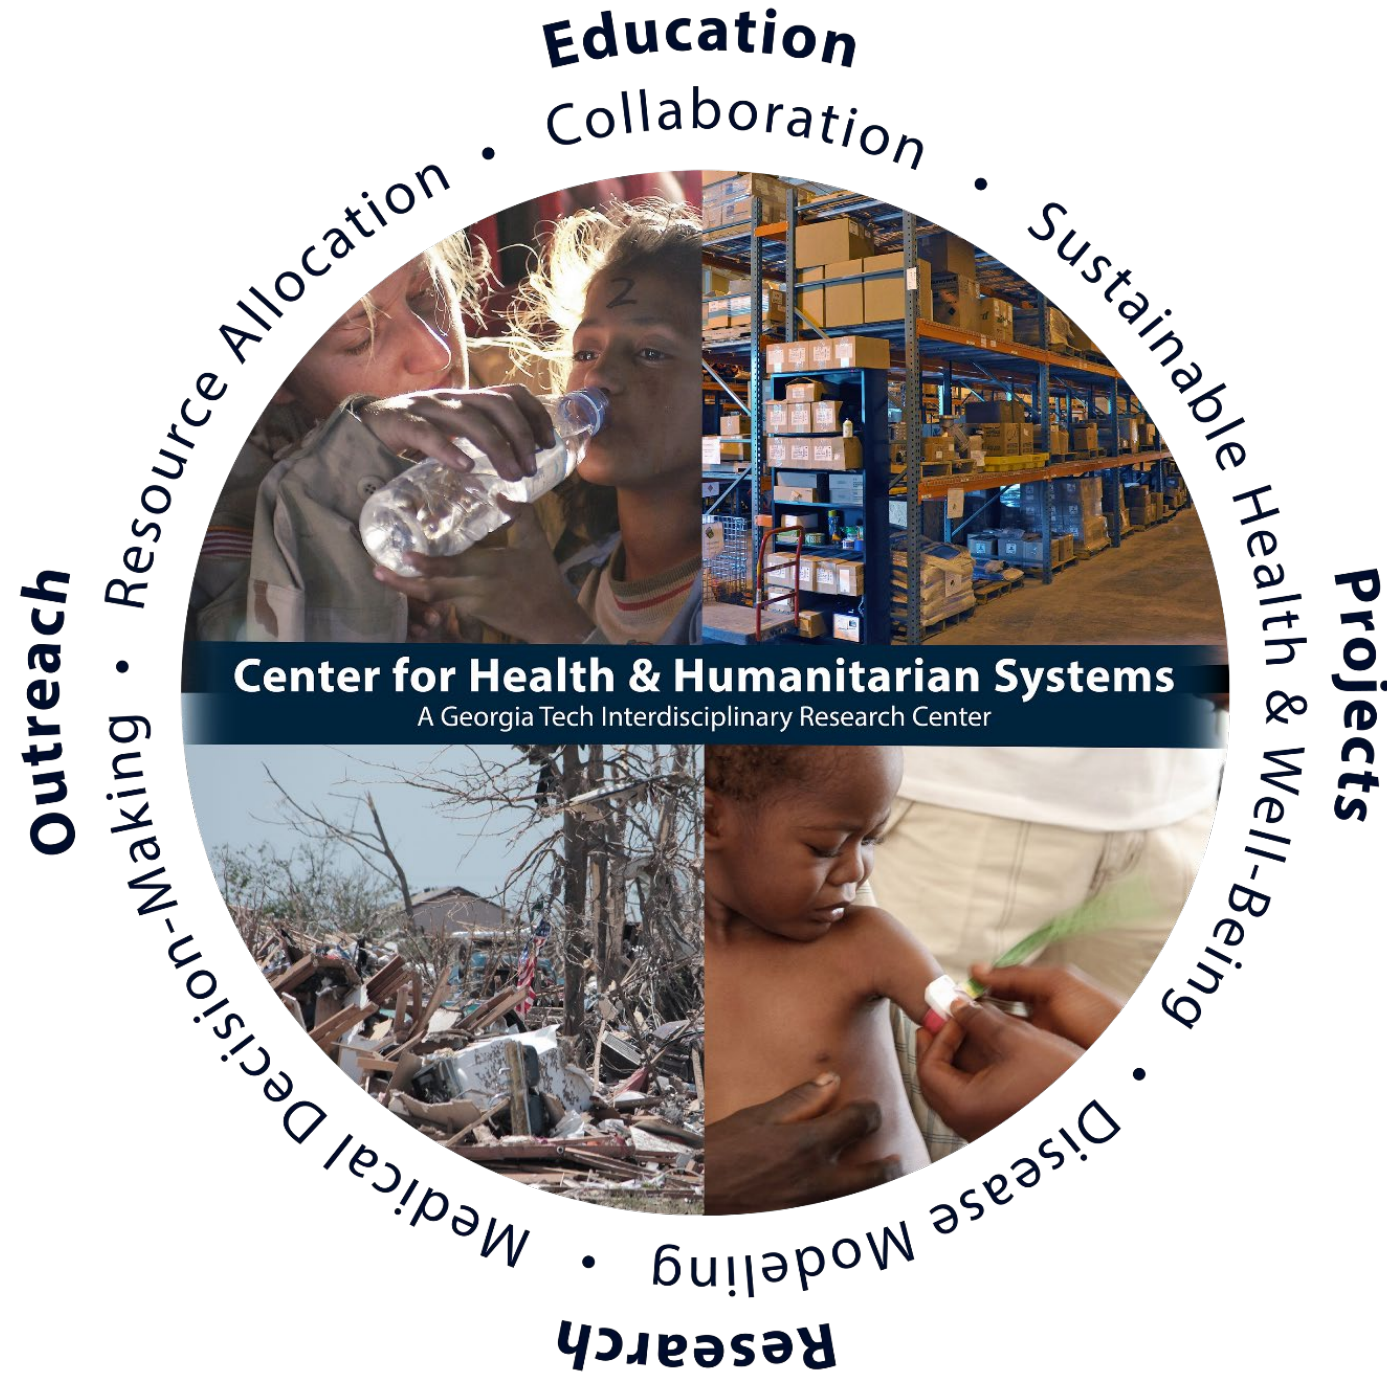 Education
Collaboration • Sustainable Health & Well-Being • Disease Modeling • Medical Decision-Making • Resource Allocation •
Projects
Research
Outreach
2
Center for Health & Humanitarian Systems
A Georgia Tech Interdisciplinary Research Center